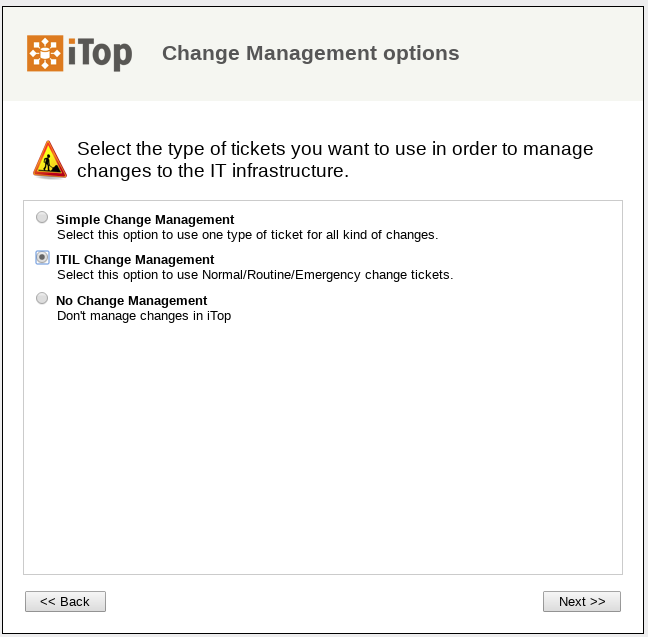 iTop
Change Management options
Select the type of tickets you want to use in order to manage
changes to the IT infrastructure.
Simple Change Management
Select this option to use one type of ticket for all kind of changes.
ITIL Change Management
Select this option to use Normal/Routine/Emergency change tickets.
No Change Management
Don't manage changes in iTop
<< Back
Next >>